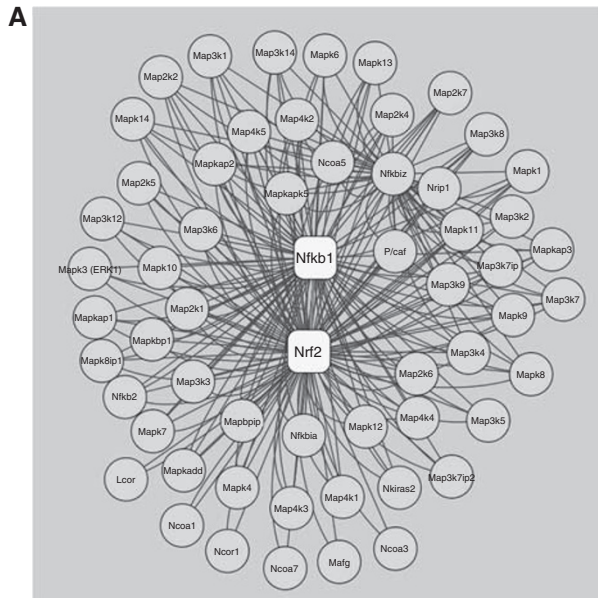 A
Map3k1
Map3k14
Mapk6
Mapk13
Map2k2
Map2k7
Mapk14
Map4k5
Map4k2
Map2k4
Map3k8
Mapkap2
Ncoa5
Nfkbiz
Nrip1
Mapk1
Map2k5
Mapkapk5
Map3k12
Map3k6
Mapk11
Map3k2
P/caf
Mapkap3
Nfkb1
Mapk3 (ERK1)
Mapk10
Map3k7ip
Map3k9
Map3k7
Mapkap1
Map2k1
Mapk9
Mapkbp1
Nrf2
Map3k4
Mapk8ip1
Map3k3
Map2k6
Mapk8
Nfkb2
Mapk7
Mapbpip
Nfkbia
Mapk12
Map4k4
Map3k5
Lcor
Mapkadd
Mapk4
Map4k3
Map4k1
Nkiras2
Map3k7ip2
Ncoa1
Ncor1
Ncoa7
Mafg
Ncoa3